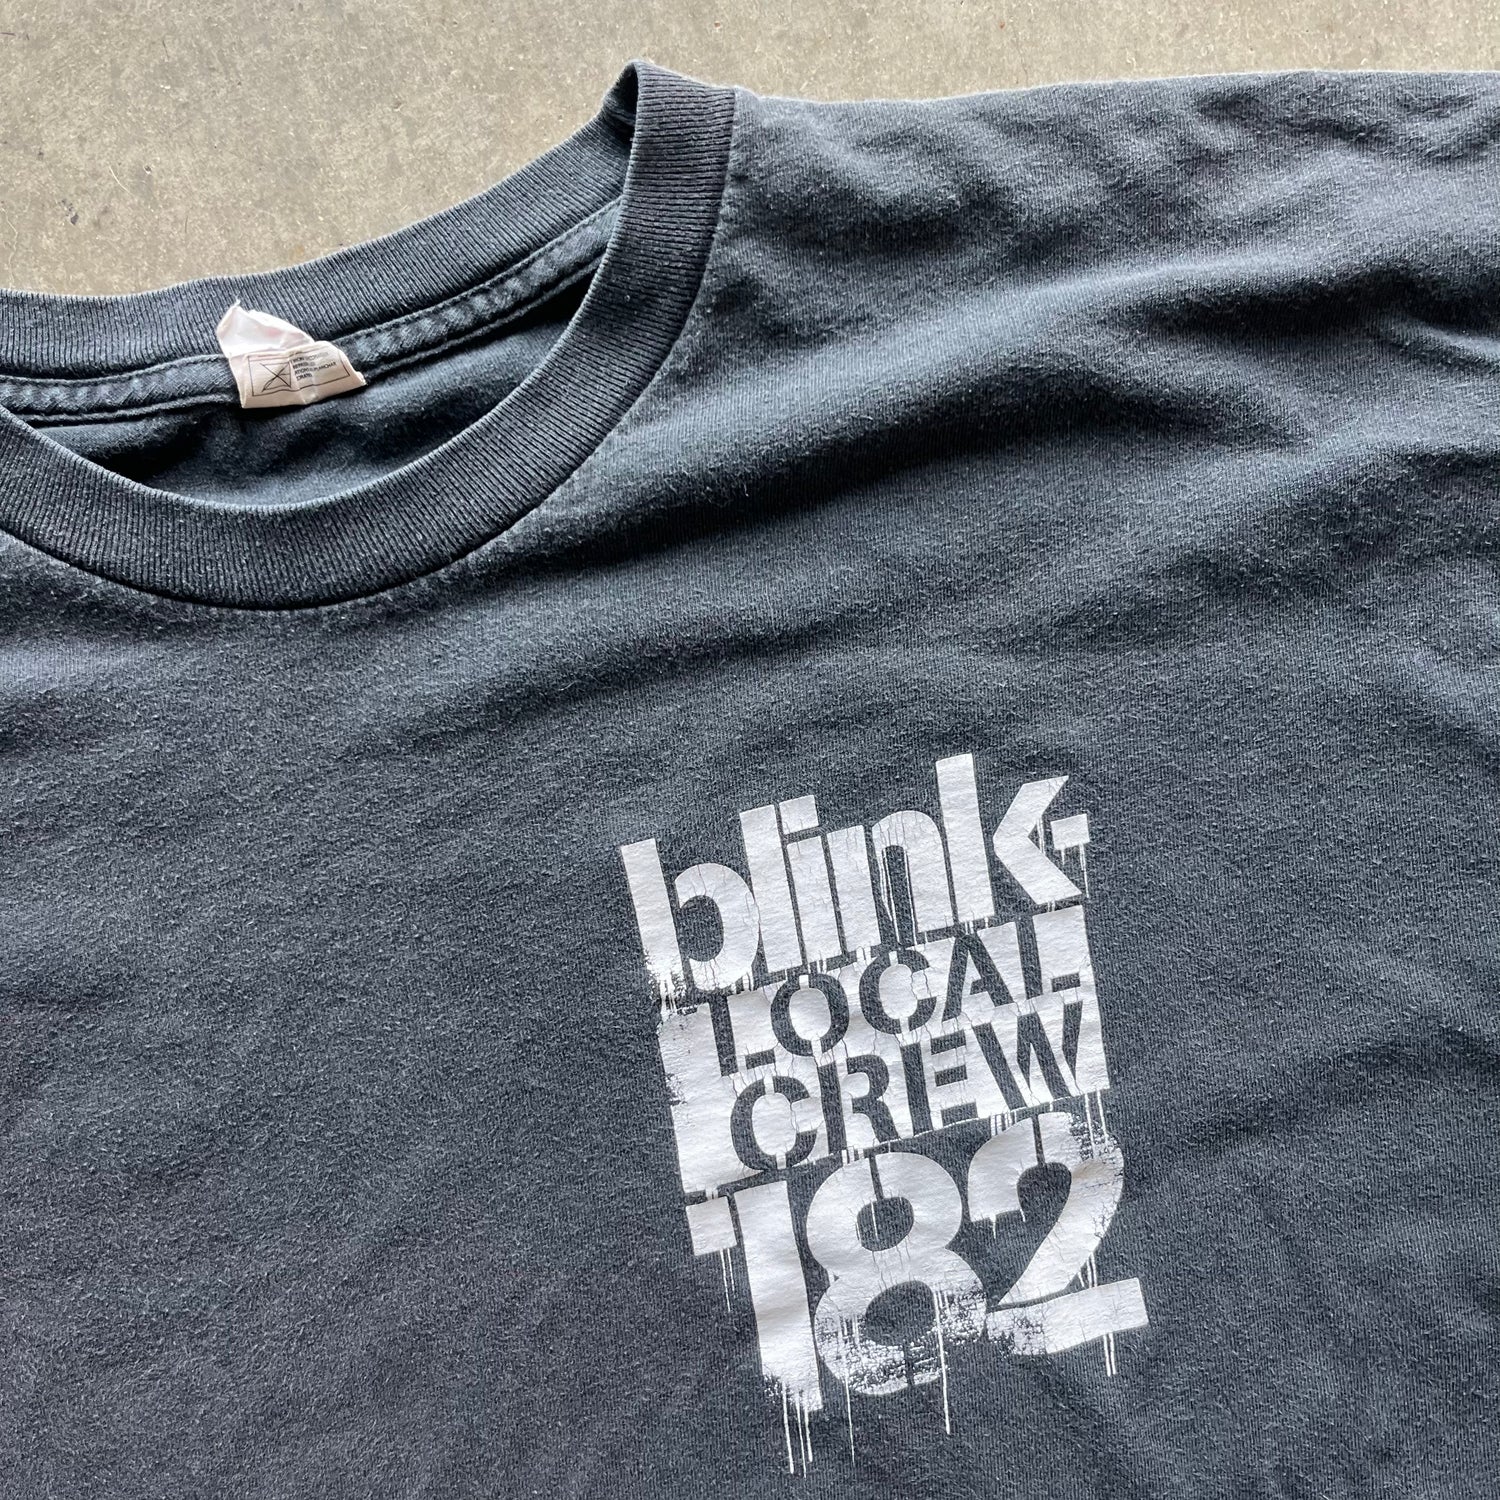 blink-
LOCAL
CREW
182